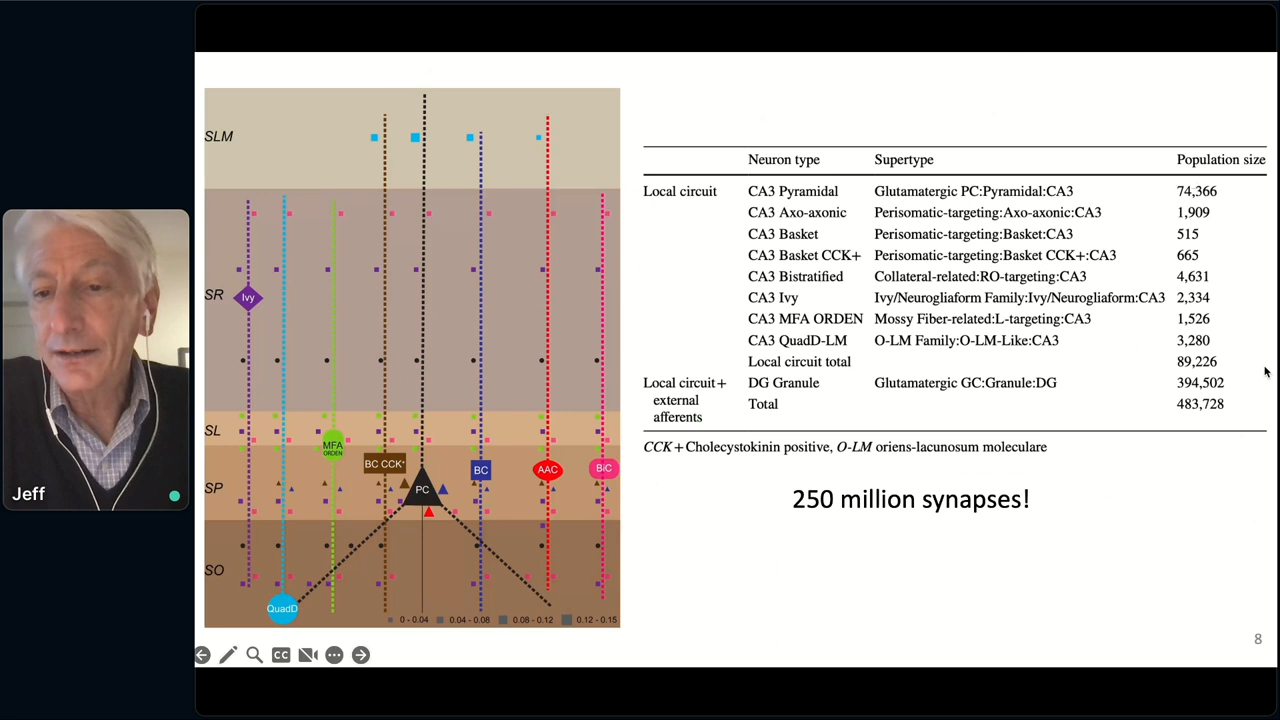 SLM
SR
SL
SP
SO
Ivy
MFA
ORDEN
BC CCK+
PC
BC
AAC
BiC
QuadD
0 - 0.04 0.04 - 0.08 0.08 - 0.12 0.12 - 0.15
Neuron type Supertype Population size
Local circuit CA3 Pyramidal Glutamatergic PC:Pyramidal:CA3 74,366
CA3 Axo-axonic Perisomatic-targeting:Axo-axonic:CA3 1,909
CA3 Basket Perisomatic-targeting:Basket:CA3 515
CA3 Basket CCK+ Perisomatic-targeting:Basket CCK+:CA3 665
CA3 Bistratified Collateral-related:RO-targeting:CA3 4,631
CA3 Ivy Ivy/Neurogliaform Family:Ivy/Neurogliaform:CA3 2,334
CA3 MFA ORDEN Mossy Fiber-related:L-targeting:CA3 1,526
CA3 QuadD-LM O-LM Family:O-LM-Like:CA3 3,280
Local circuit total 89,226
Local circuit+ DG Granule Glutamatergic GC:Granule:DG 394,502
external Total 483,728
afferents
CCK+ Cholecystokinin positive, O-LM oriens-lacunosum moleculare
250 million synapses!
8
Jeff
CC